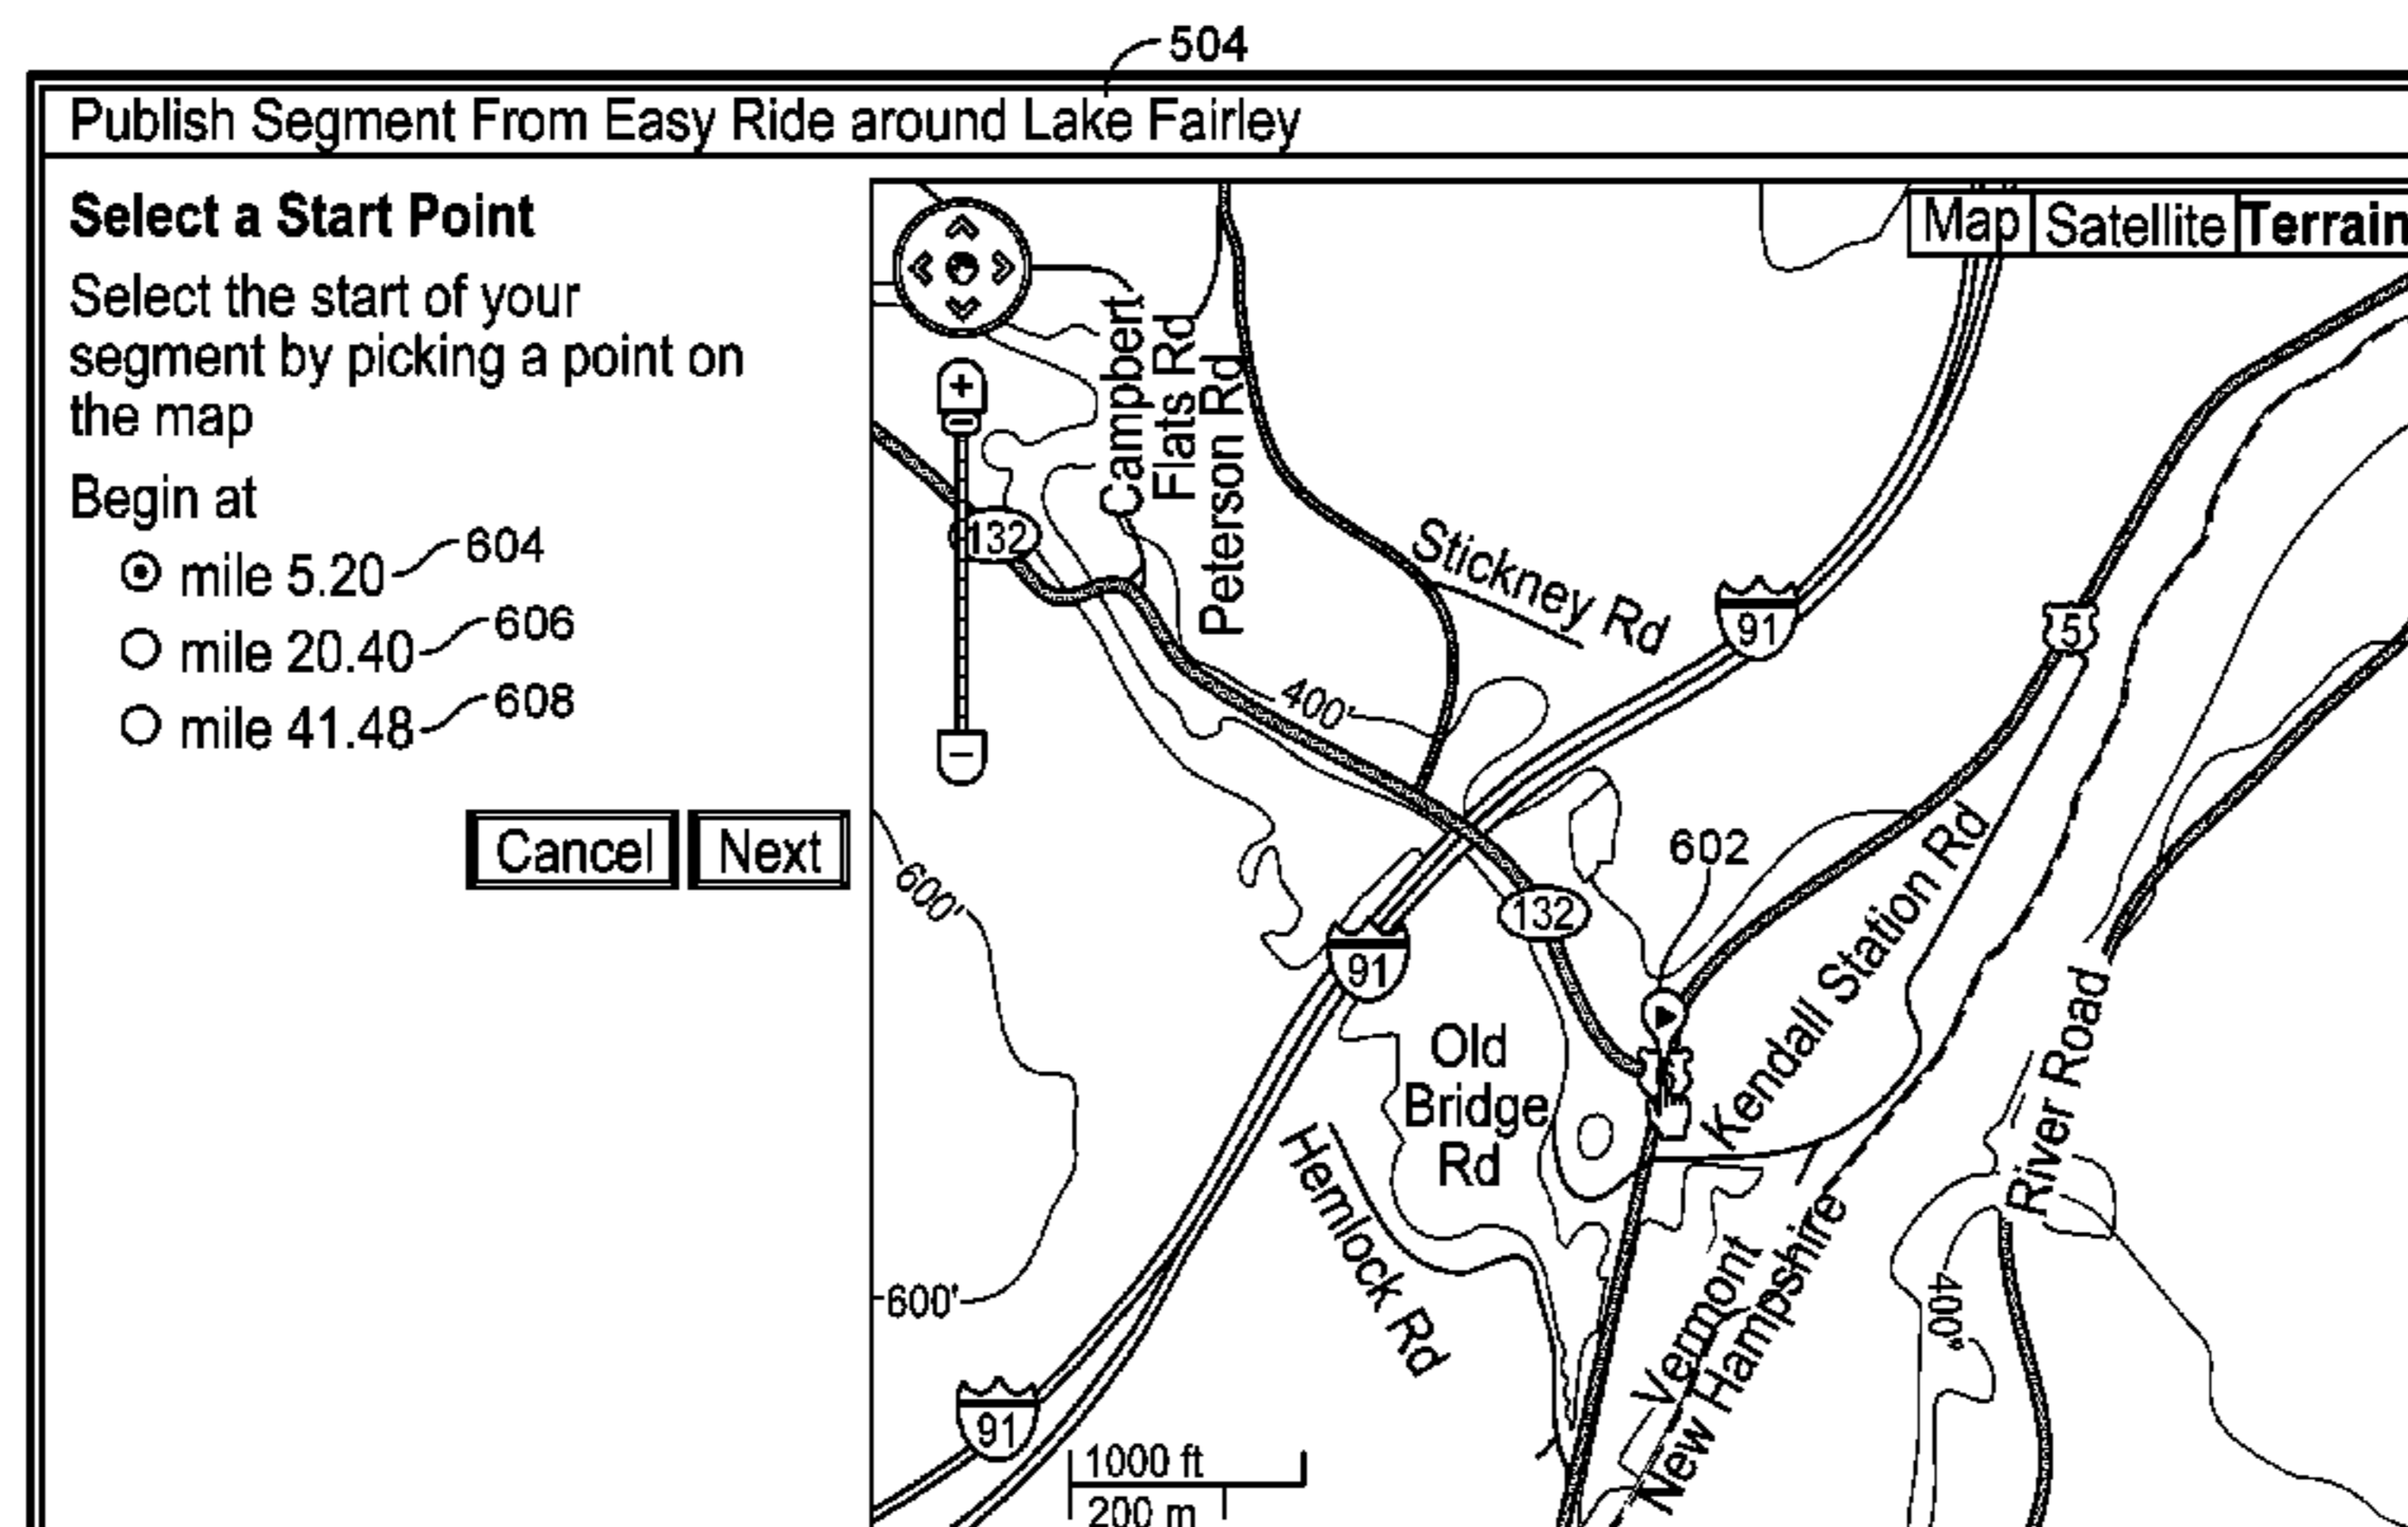 504
Publish Segment From Easy Ride around Lake Fairley
Select a Start Point
Select the start of your
segment by picking a point on
the map
Begin at
mile 5.20
604
mile 20.40
606
mile 41.48
608
Cancel
Next
Map
Satellite
Terrain
+
−
Campbert
Flats Rd
Peterson Rd
132
Stickney Rd
91
5
400'
602
600'
132
91
Kendall Station Rd
Old
Bridge
Rd
River Road
Hemlock Rd
600'
Vermont
New Hampshire
400'
91
1000 ft
200 m